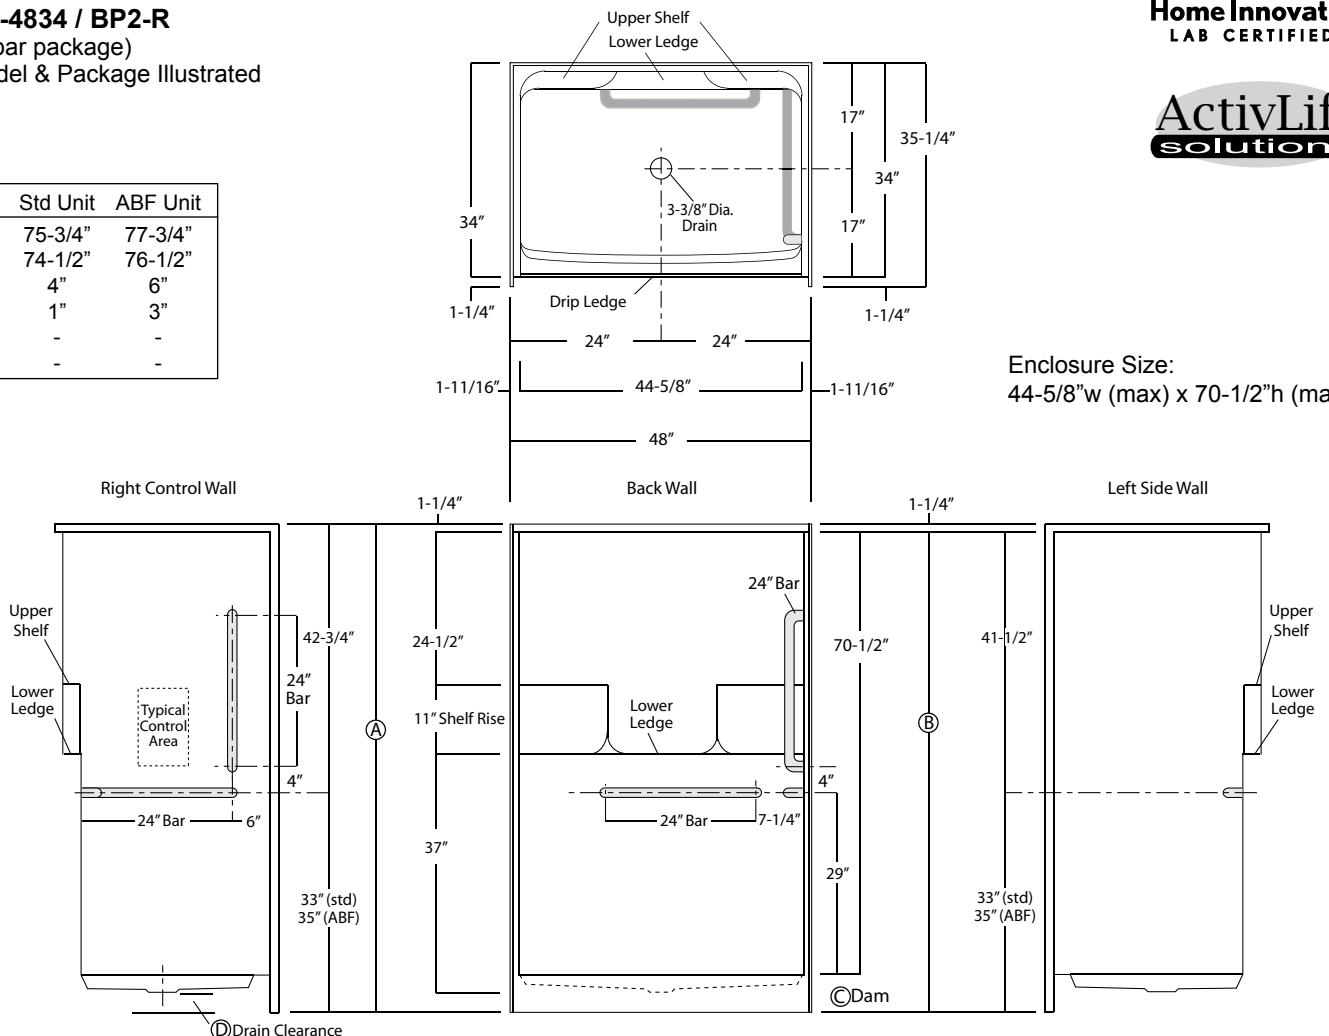 -4834 / BP2-R
bar package)
del & Package Illustrated
Home Innovat
LAB CERTIFIED
ActivLif
solution
Std Unit ABF Unit
75-3/4” 77-3/4”
74-1/2” 76-1/2”
4” 6”
1” 3”
- -
- -
Upper Shelf
Lower Ledge
17”
35-1/4”
34”
34”
3-3/8” Dia.
Drain
17”
Drip Ledge
1-1/4”
1-1/4”
24” 24”
1-11/16” 44-5/8” 1-11/16”
48”
Enclosure Size:
44-5/8”w (max) x 70-1/2”h (ma
Right Control Wall
Back Wall
Left Side Wall
1-1/4”
1-1/4”
Upper
Shelf
Lower
Ledge
Typical
Control
Area
42-3/4”
24”
Bar
4”
24” Bar
6”
33” (std)
35” (ABF)
A
D Drain Clearance
24-1/2”
11” Shelf Rise
37”
24” Bar
Lower
Ledge
24” Bar
7-1/4”
4”
70-1/2”
29”
B
C Dam
41-1/2”
33” (std)
35” (ABF)
Upper
Shelf
Lower
Ledge